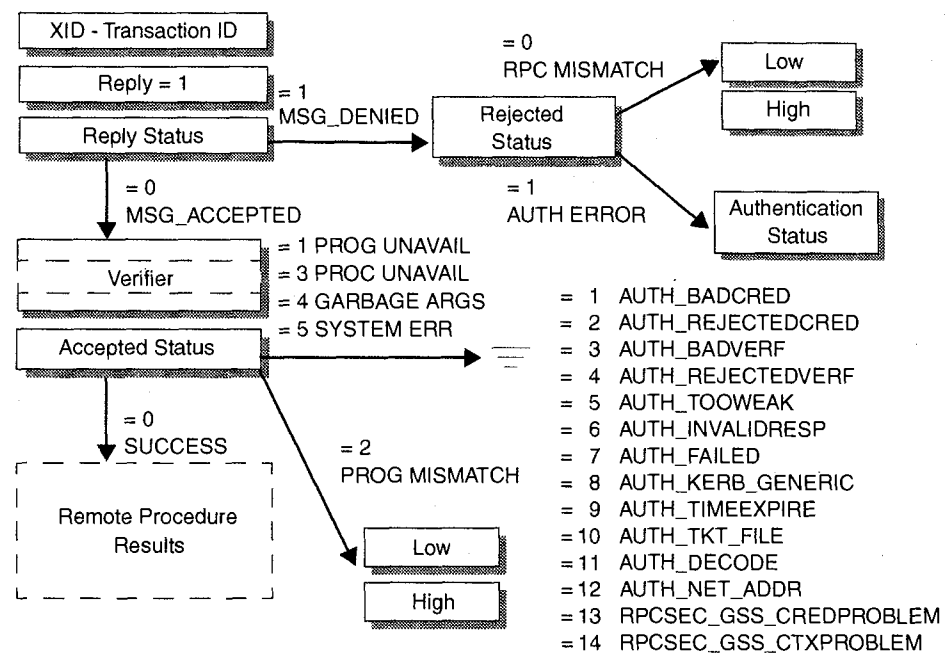 XID - Transaction ID
Reply = 1
Reply Status
= 1
MSG_DENIED
Rejected
Status
= 0
RPC MISMATCH
Low
High
= 1
AUTH ERROR
Authentication
Status
= 0
MSG_ACCEPTED
Verifier
Accepted Status
= 1 PROG UNAVAIL
= 3 PROC UNAVAIL
= 4 GARBAGE ARGS
= 5 SYSTEM ERR
= 0
SUCCESS
Remote Procedure
Results
= 2
PROG MISMATCH
Low
High
= 1 AUTH_BADCRED
= 2 AUTH_REJECTEDCRED
= 3 AUTH_BADVERF
= 4 AUTH_REJECTEDVERF
= 5 AUTH_TOOWEAK
= 6 AUTH_INVALIDRESP
= 7 AUTH_FAILED
= 8 AUTH_KERB_GENERIC
= 9 AUTH_TIMEEXPIRE
=10 AUTH_TKT_FILE
=11 AUTH_DECODE
=12 AUTH_NET_ADDR
=13 RPCSEC_GSS_CREDPROBLEM
=14 RPCSEC_GSS_CTXPROBLEM